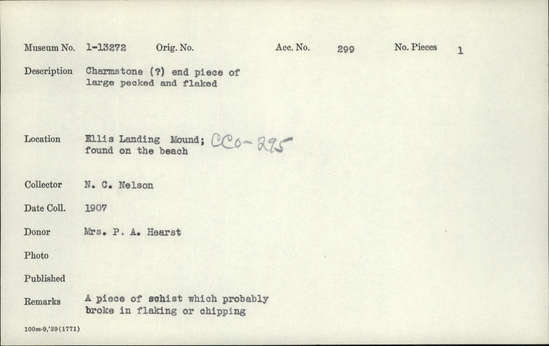 Museum No. 1-13272 Orig. No. Acc. No. 299 No. Pieces 1
Description Charmstone (?) end piece of
large pecked and flaked
Location Ellis Landing Mound; CCo-295
found on the beach
Collector N. C. Nelson
Date Coll. 1907
Donor Mrs. P. A. Hearst
Photo
Published
Remarks A piece of schist which probably
broke in flaking or chipping
100m-9,'29(1771)